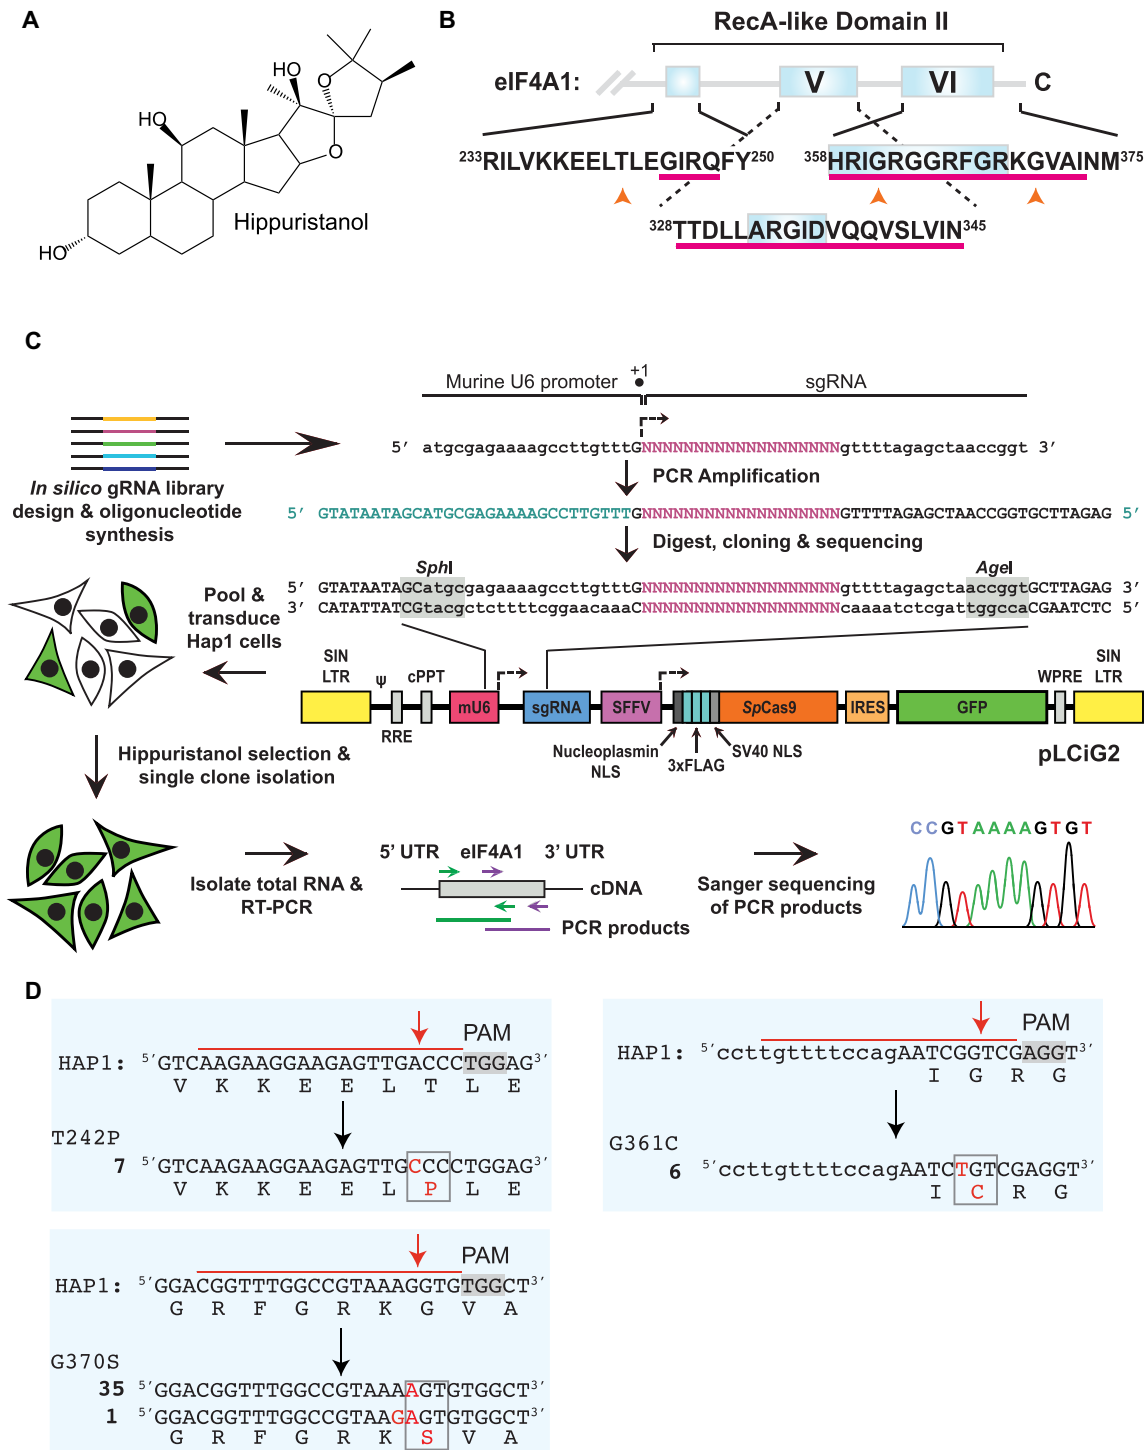 A
HO
HO
HO
O
O
Hippuristanol
B
RecA-like Domain II
eIF4A1:
V
VI
C
233RILVKKEELTLEGIRQFY250
358HRIGRGGRFGRKGVAINM375
328TTDLLARGIDVQQVSLVIN345
C
Murine U6 promoter
+1
sgRNA
5′ atgcgagaaaagccttgtttGNNNNNNNNNNNNNNNNNNNgttttagagctaaccggt 3′
PCR Amplification
In silico gRNA library
design & oligonucleotide
synthesis
5′ GTATAATAGCATGCGAGAAAAGCCTTGTTTGNNNNNNNNNNNNNNNNNNNGTTTTAGAGCTAACCGGTGCTTAGAG 5′
Digest, cloning & sequencing
SphI
AgeI
5′ GTATAATAGCatgcgagaaaagccttgtttGNNNNNNNNNNNNNNNNNNNgttttagagctaaccggtGCTTAGAG 3′
3′ CATATTATCGtacgctcttttcggaacaaaCNNNNNNNNNNNNNNNNNNNcaaaatctcgattggccaCGAATCTC 5′
Pool &
transduce
Hap1 cells
SIN
LTR
ψ
cPPT
RRE
mU6
sgRNA
SFFV
SpCas9
IRES
GFP
WPRE
SIN
LTR
Nucleoplasmin
NLS
3xFLAG
SV40 NLS
pLCiG2
Hippuristanol selection &
single clone isolation
Isolate total RNA &
RT-PCR
5′ UTR
eIF4A1
3′ UTR
cDNA
PCR products
Sanger sequencing
of PCR products
CCGTAAAAGTGT
D
PAM
HAP1: 5′GTCAAGAAGGAAGAGTTGACCCTGGAG3′
V K K E E L T L E
T242P
7 5′GTCAAGAAGGAAGAGTTGCCCCTGGAG3′
V K K E E L P L E
PAM
HAP1: 5′ccttgttttccagAATCGGTCGAGGT3′
I G R G
G361C
6 5′ccttgttttccagAATCTGTCGAGGT3′
I C R G
PAM
HAP1: 5′GGACGGTTTGGCCGTAAAGGTGTGGCT3′
G R F G R K G V A
G370S
35 5′GGACGGTTTGGCCGTAAAAGTGTGGCT3′
1 5′GGACGGTTTGGCCGTAAGAGTGTGGCT3′
G R F G R K S V A